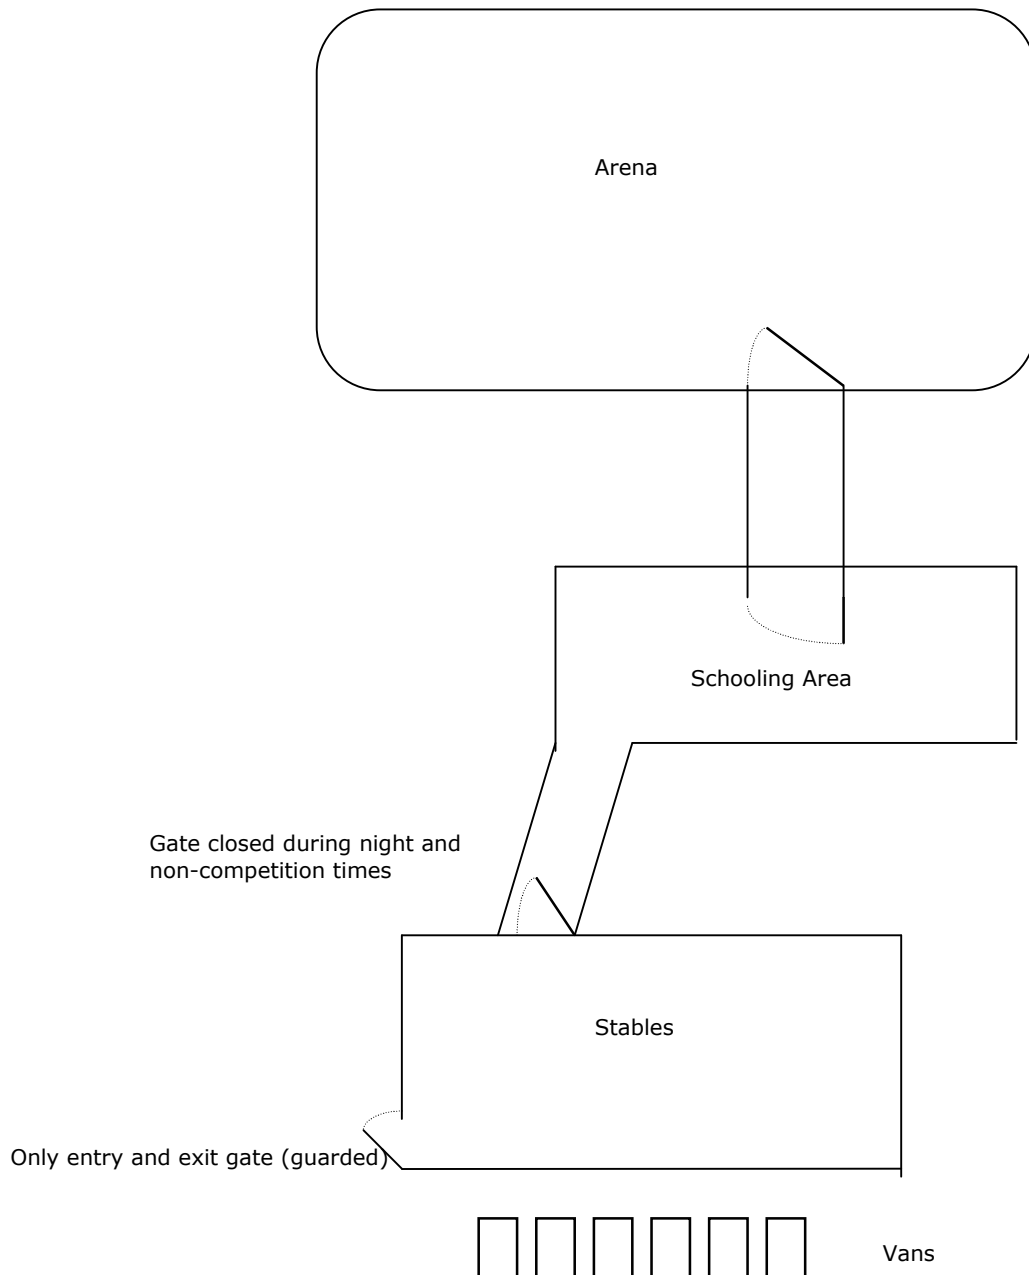 Arena
Schooling Area
Gate closed during night and
non-competition times
Stables
Only entry and exit gate (guarded)
Vans